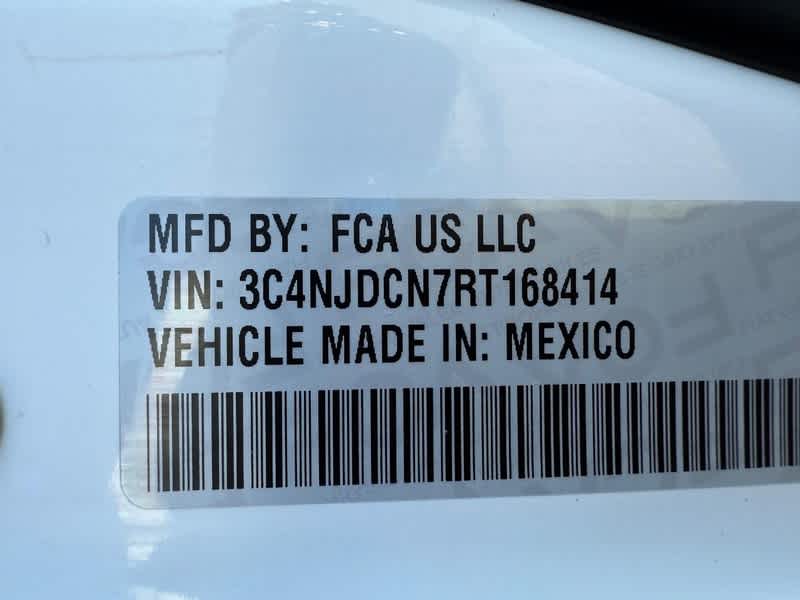 MFD BY: FCA US LLC
VIN: 3C4NJDCN7RT168414
VEHICLE MADE IN: MEXICO